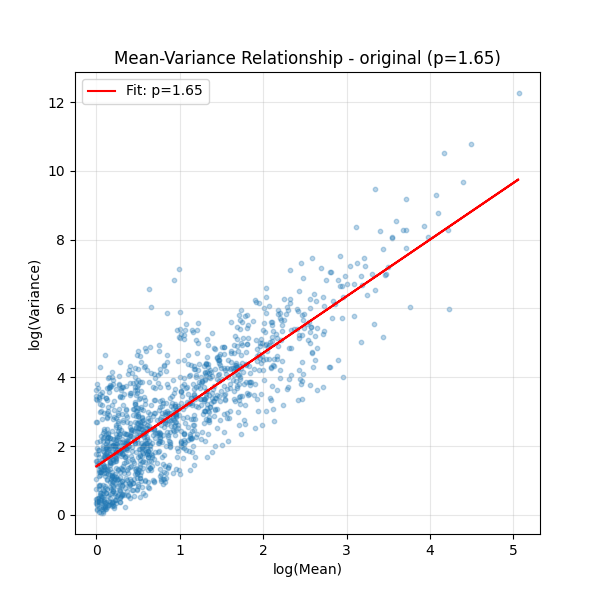 Mean-Variance Relationship - original (p=1.65)
Fit: p=1.65
12
10
8
6
4
2
0
log(Variance)
0 1 2 3 4 5
log(Mean)